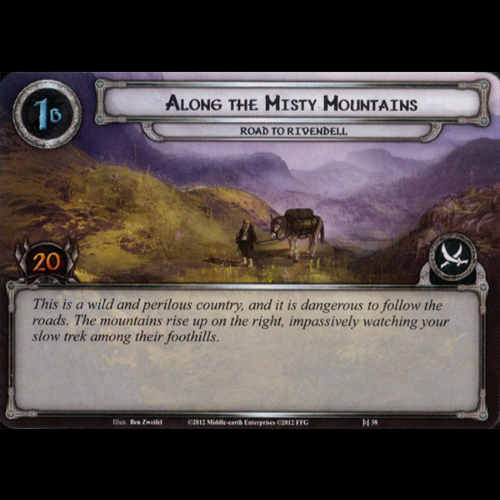 1B
ALONG THE MISTY MOUNTAINS
ROAD TO RIVENDELL
20
This is a wild and perilous country, and it is dangerous to follow the
roads. The mountains rise up on the right, impassively watching your
slow trek among their foothills.
Illus. Ben Zweifel ©2012 Middle-earth Enterprises ©2012 FFG 38